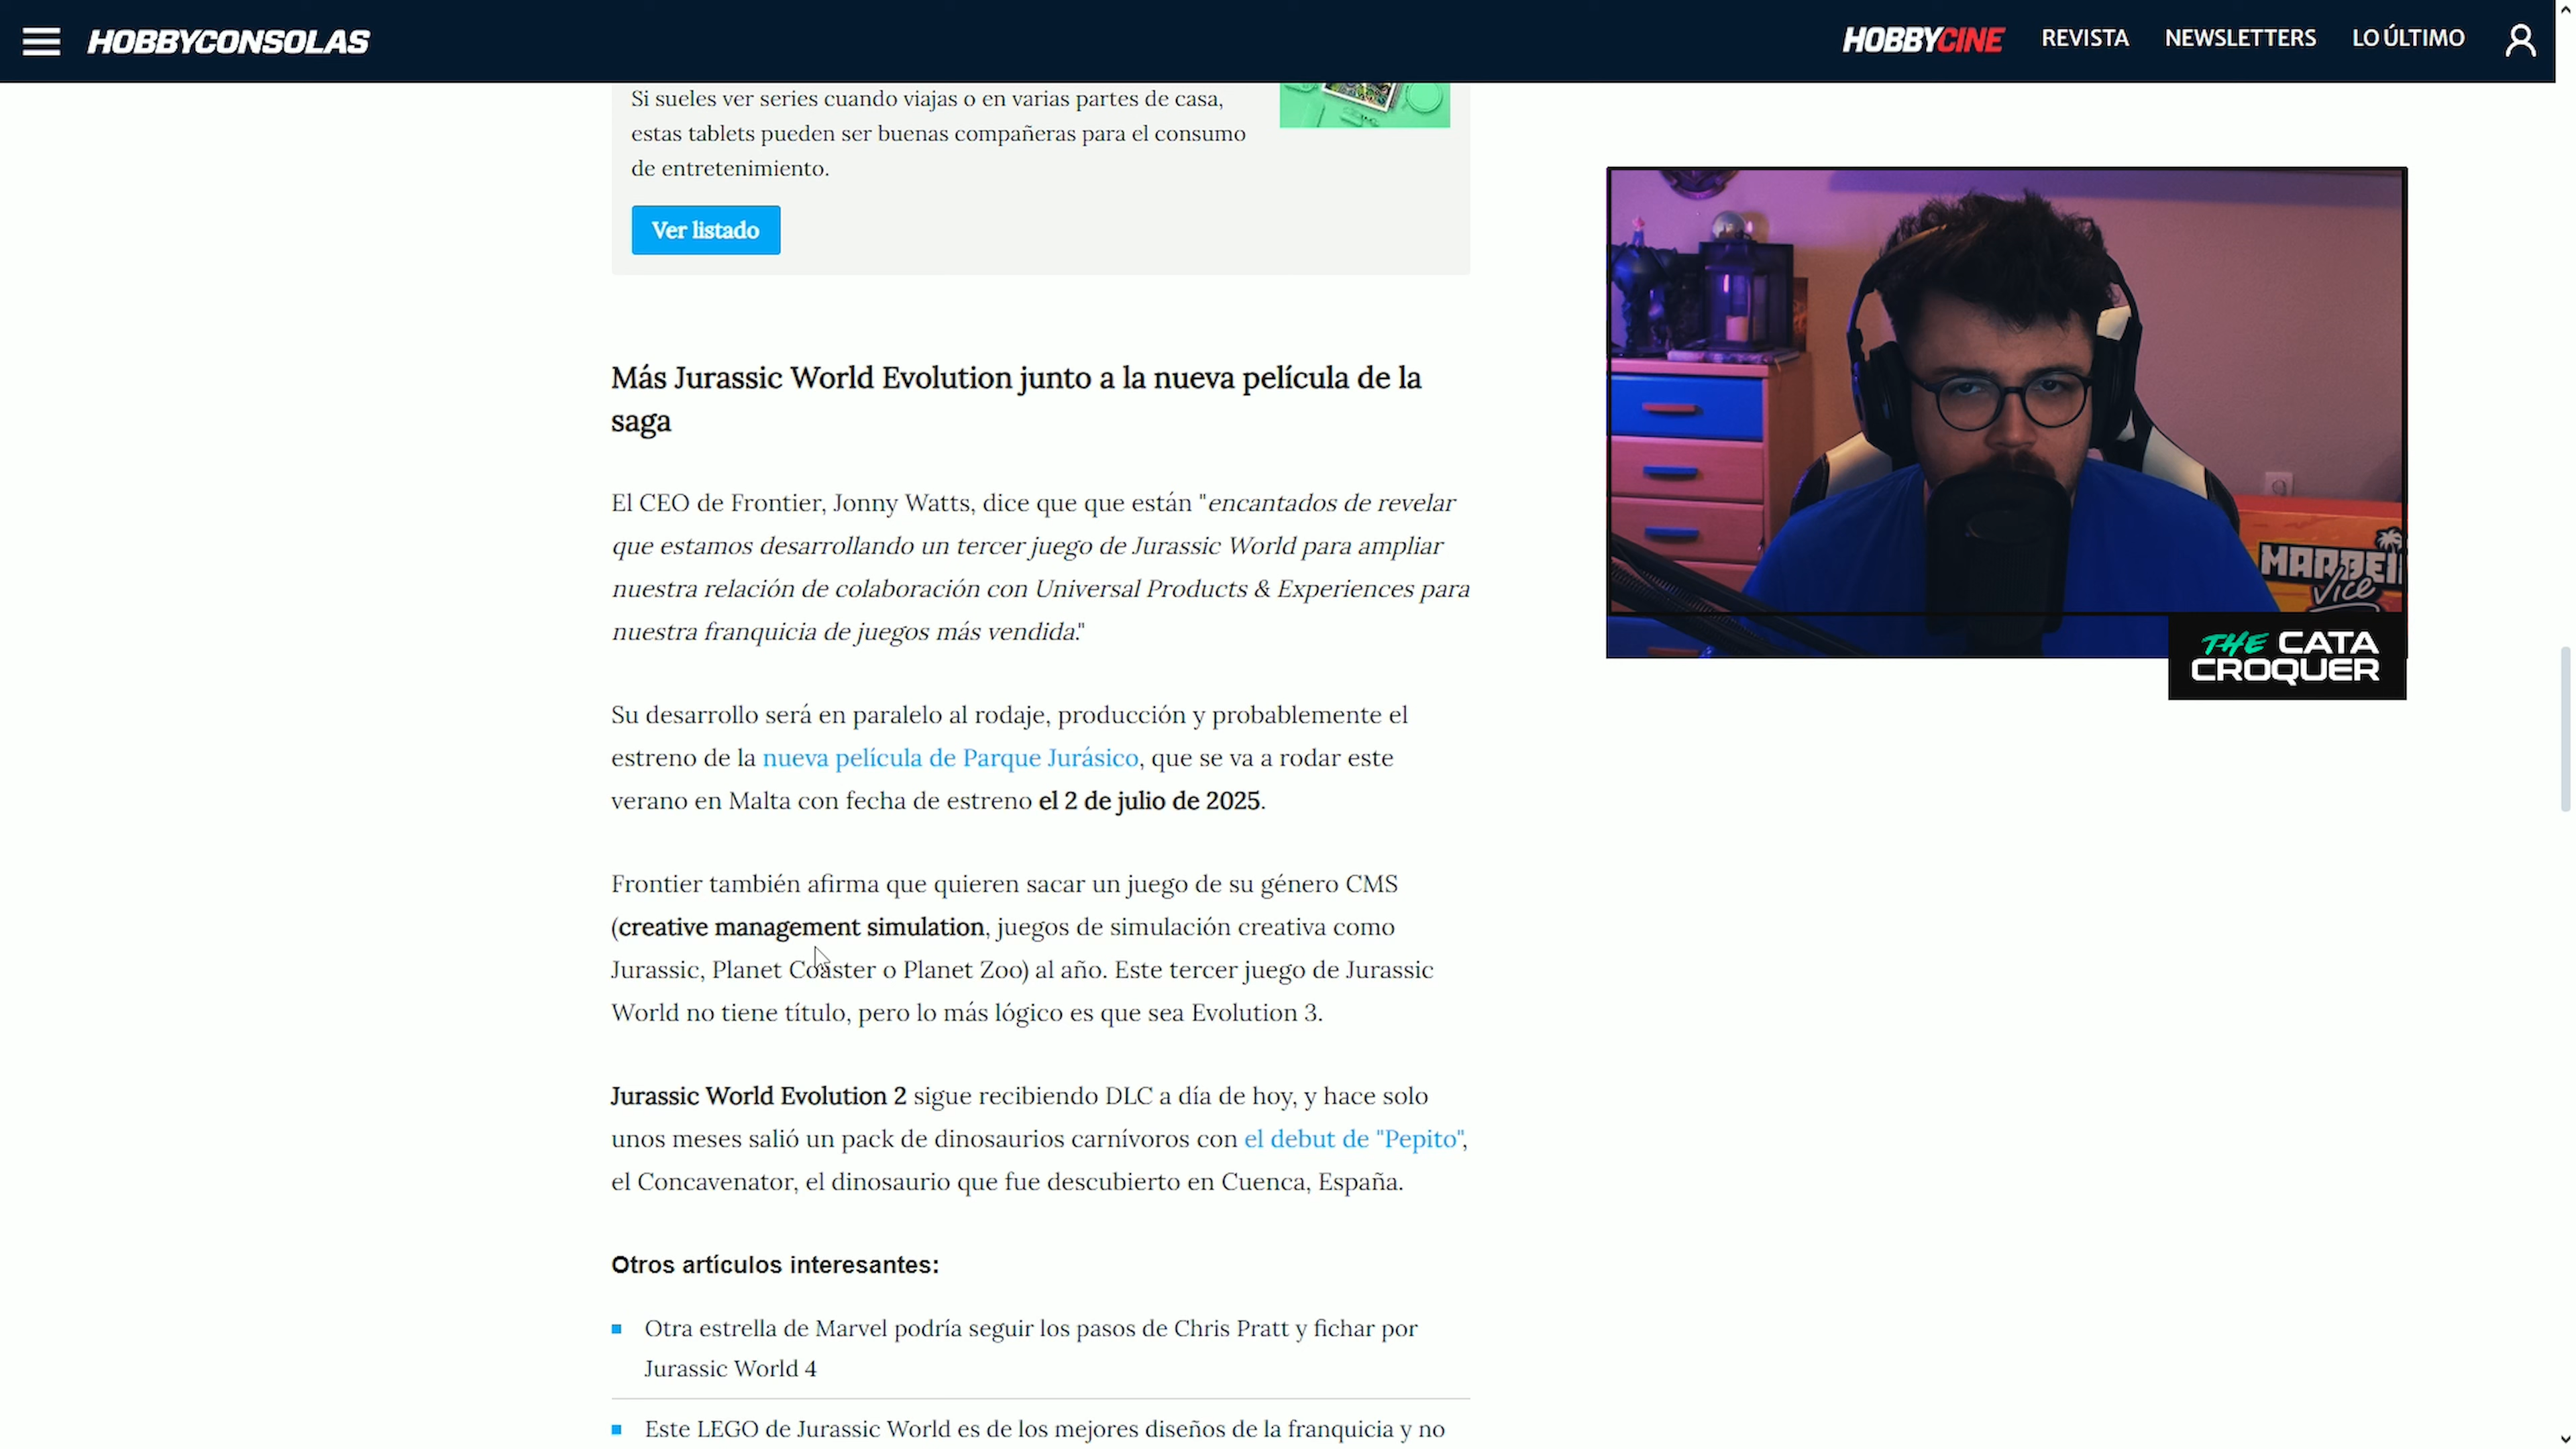 HOBBYCONSOLAS
HOBBYCINE REVISTA NEWSLETTERS LO ÚLTIMO
Si sueles ver series cuando viajas o en varias partes de casa,
estas tablets pueden ser buenas compañeras para el consumo
de entretenimiento.
Ver listado
Más Jurassic World Evolution junto a la nueva película de la
saga
El CEO de Frontier, Jonny Watts, dice que que están "encantados de revelar
que estamos desarrollando un tercer juego de Jurassic World para ampliar
nuestra relación de colaboración con Universal Products & Experiences para
nuestra franquicia de juegos más vendida."
Su desarrollo será en paralelo al rodaje, producción y probablemente el
estreno de la nueva película de Parque Jurásico, que se va a rodar este
verano en Malta con fecha de estreno el 2 de julio de 2025.
Frontier también afirma que quieren sacar un juego de su género CMS
(creative management simulation, juegos de simulación creativa como
Jurassic, Planet Coaster o Planet Zoo) al año. Este tercer juego de Jurassic
World no tiene título, pero lo más lógico es que sea Evolution 3.
Jurassic World Evolution 2 sigue recibiendo DLC a día de hoy, y hace solo
unos meses salió un pack de dinosaurios carnívoros con el debut de "Pepito",
el Concavenator, el dinosaurio que fue descubierto en Cuenca, España.
Otros artículos interesantes:
Otra estrella de Marvel podría seguir los pasos de Chris Pratt y fichar por
Jurassic World 4
Este LEGO de Jurassic World es de los mejores diseños de la franquicia y no
Vice
THE CATA
CROQUER